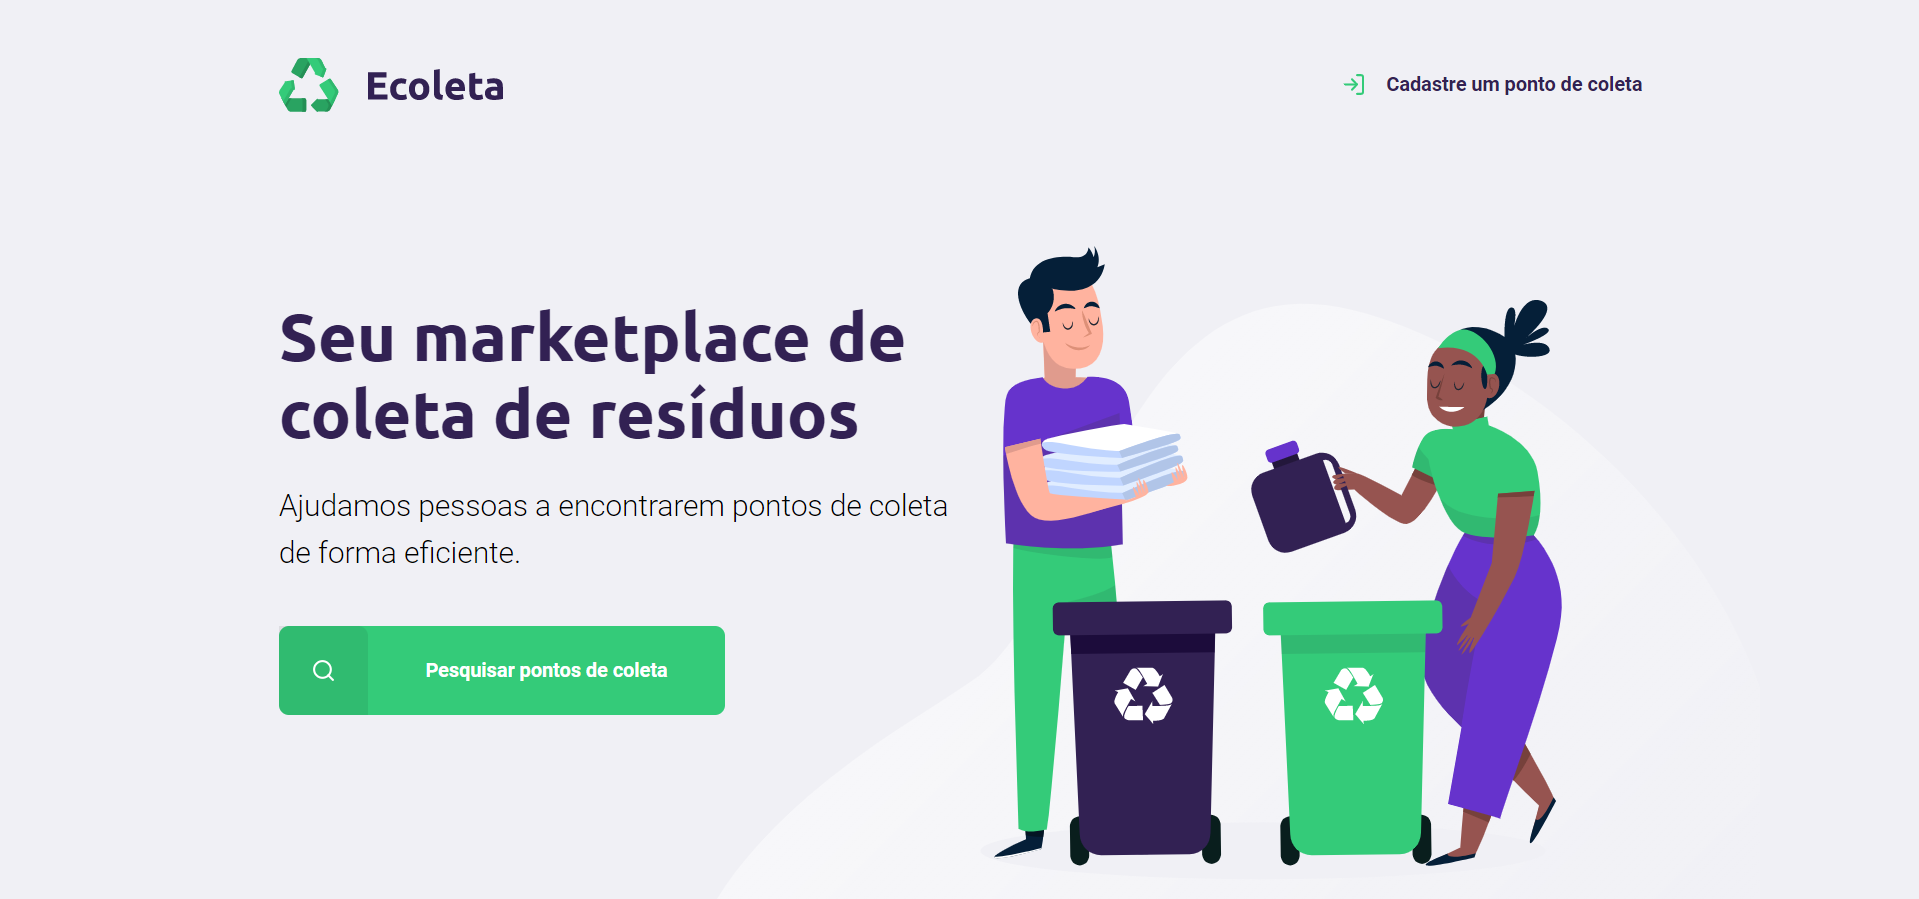 Ecoleta
Cadastre um ponto de coleta
Seu marketplace de
coleta de resíduos
Ajudamos pessoas a encontrarem pontos de coleta
de forma eficiente.
Pesquisar pontos de coleta